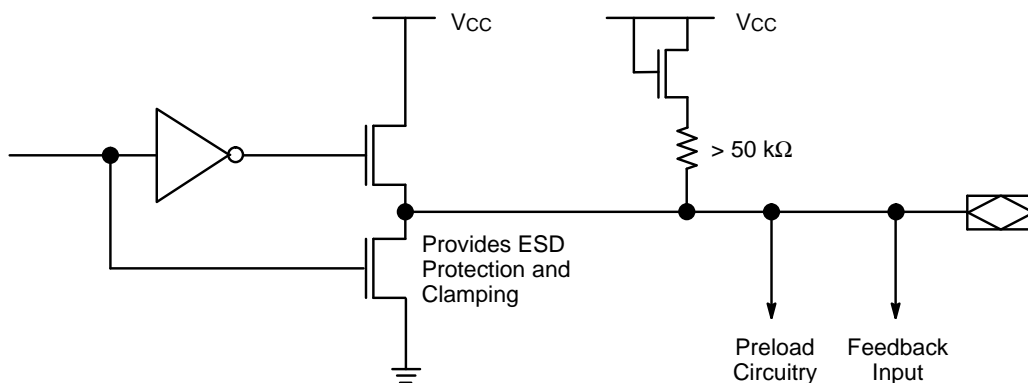 VCC
VCC
> 50 kΩ
Provides ESD
Protection and
Clamping
Preload
Circuitry
Feedback
Input